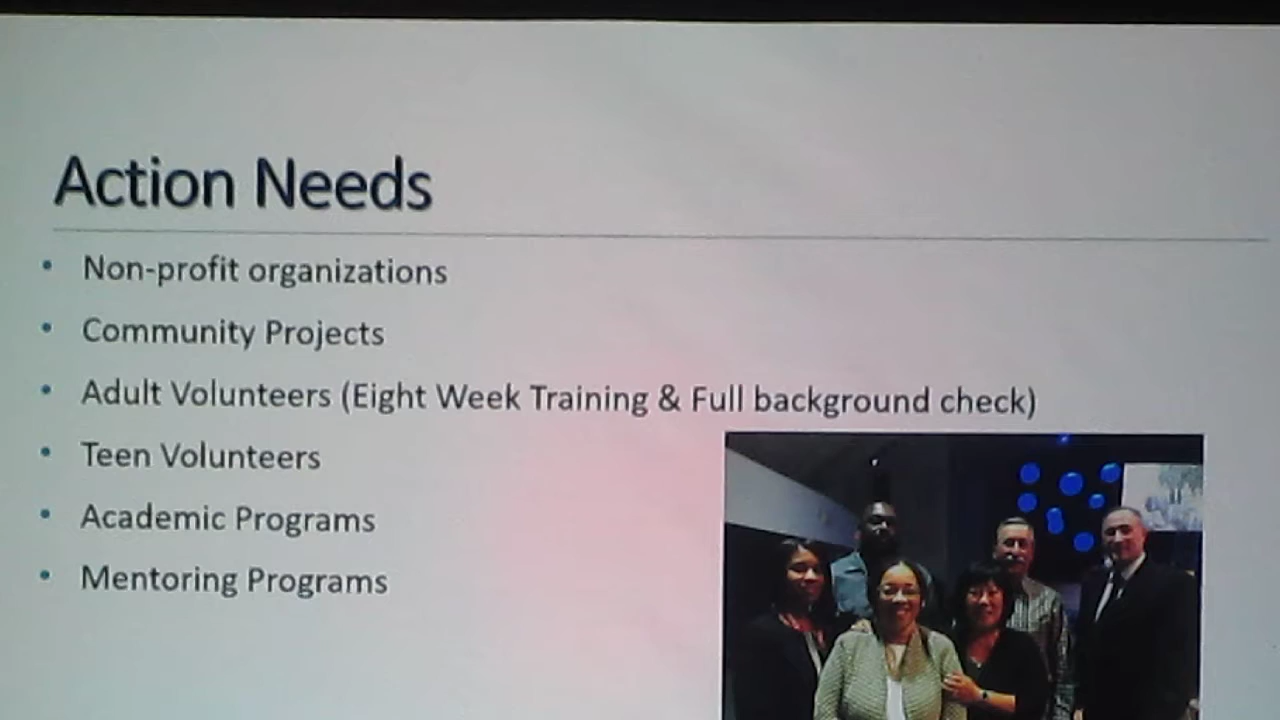 Action Needs
• Non-profit organizations
• Community Projects
• Adult Volunteers (Eight Week Training & Full background check)
• Teen Volunteers
• Academic Programs
• Mentoring Programs